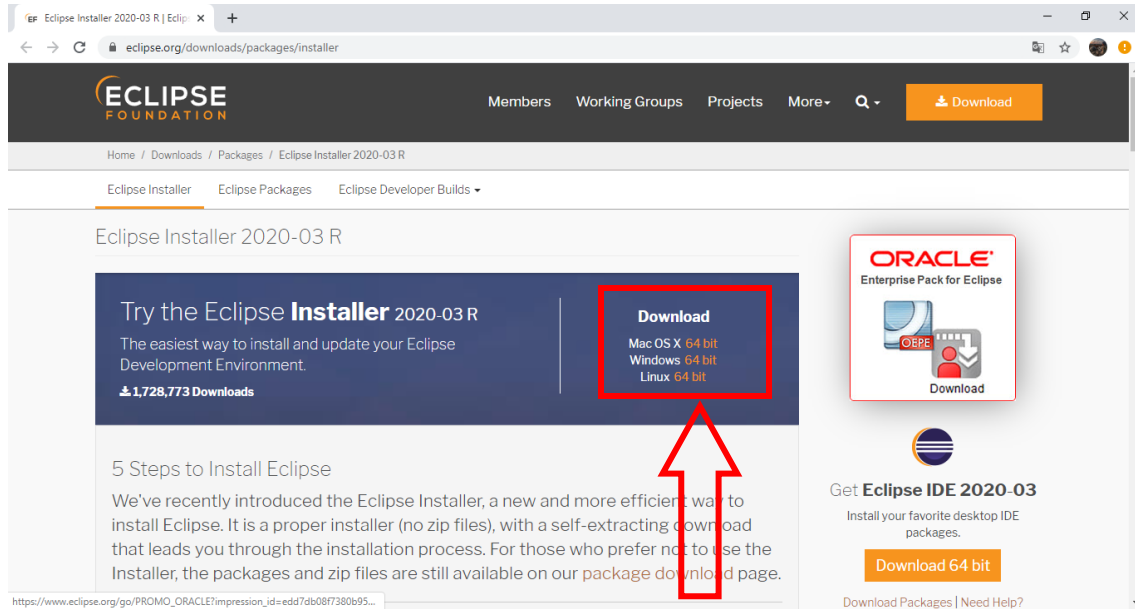 Eclipse Installer 2020-03 R | Eclip
eclipse.org/downloads/packages/installer
ECLIPSE
FOUNDATION
Members Working Groups Projects More Download
Home / Downloads / Packages / Eclipse Installer 2020-03 R
Eclipse Installer Eclipse Packages Eclipse Developer Builds
Eclipse Installer 2020-03 R
Try the Eclipse Installer 2020-03 R
The easiest way to install and update your Eclipse
Development Environment.
1,728,773 Downloads
Download
Mac OS X 64 bit
Windows 64 bit
Linux 64 bit
5 Steps to Install Eclipse
We've recently introduced the Eclipse Installer, a new and more efficient way to
install Eclipse. It is a proper installer (no zip files), with a self-extracting download
that leads you through the installation process. For those who prefer not to use the
Installer, the packages and zip files are still available on our package download page.
ORACLE
Enterprise Pack for Eclipse
OEPE
Download
Get Eclipse IDE 2020-03
Install your favorite desktop IDE
packages.
Download 64 bit
Download Packages | Need Help?
https://www.eclipse.org/go/PROMO_ORACLE?impression_id=edd7db08f7380b95...